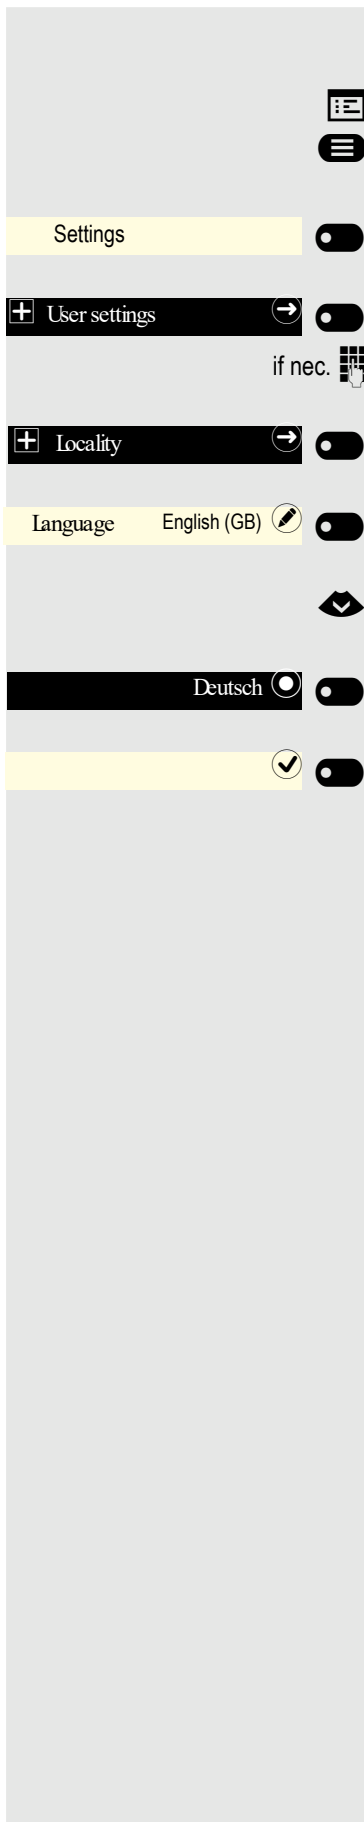 Settings
User settings
if nec.
Locality
Language English (GB)
Deutsch